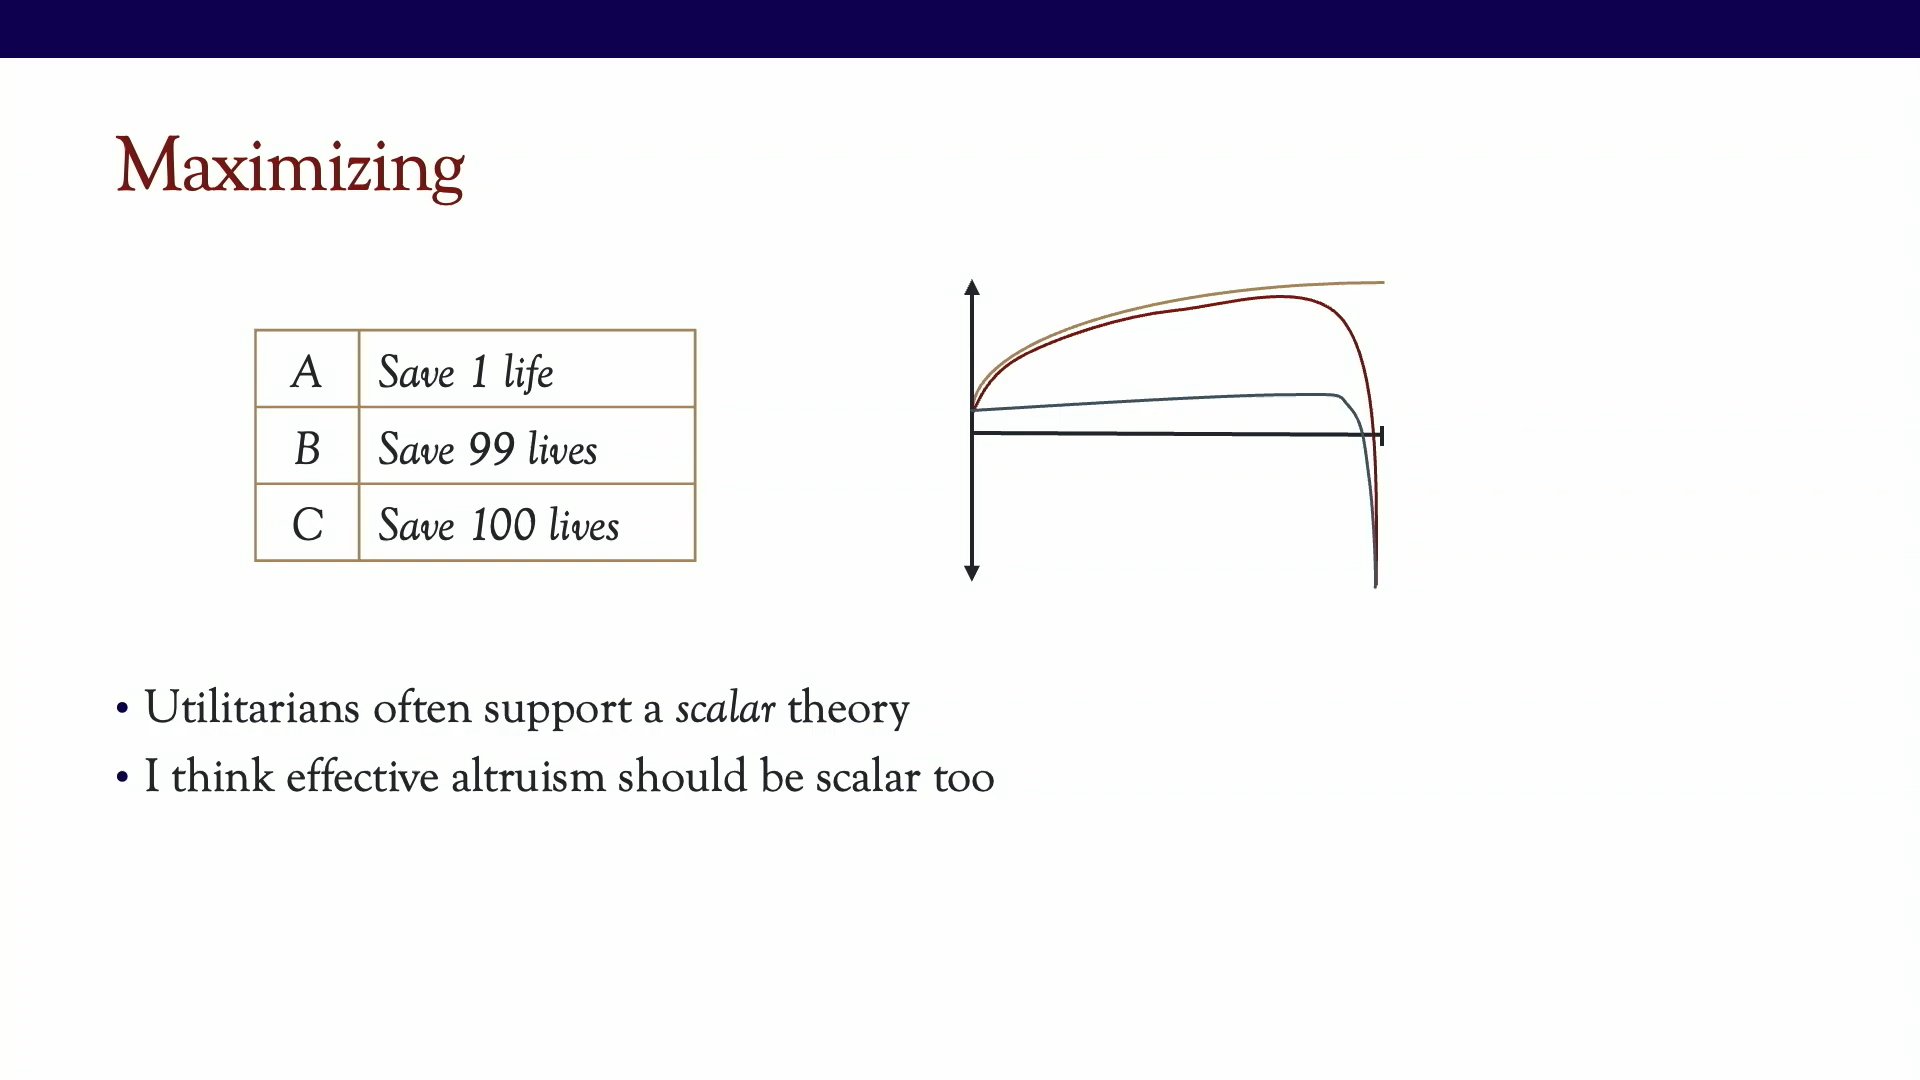 Maximizing
A Save 1 life
B Save 99 lives
C Save 100 lives
• Utilitarians often support a scalar theory
• I think effective altruism should be scalar too